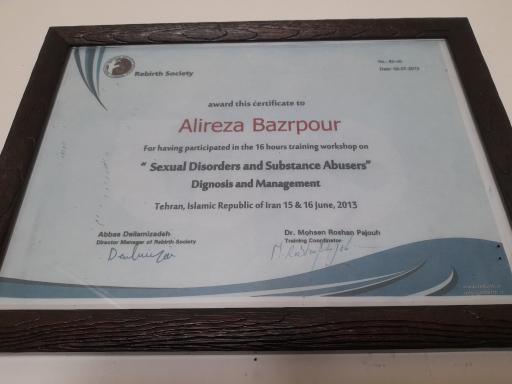 Rebirth Society
award this certificate to
Alireza Bazrpour
For having participated in the 16 hours training workshop on
“ Sexual Disorders and Substance Abusers”
Dignosis and Management
Tehran, Islamic Republic of Iran 15 & 16 June, 2013
Abbas Deilamizadeh
Director Manager of Rebirth Society
Dr. Mohsen Roshan Pajouh
Training Coordinator